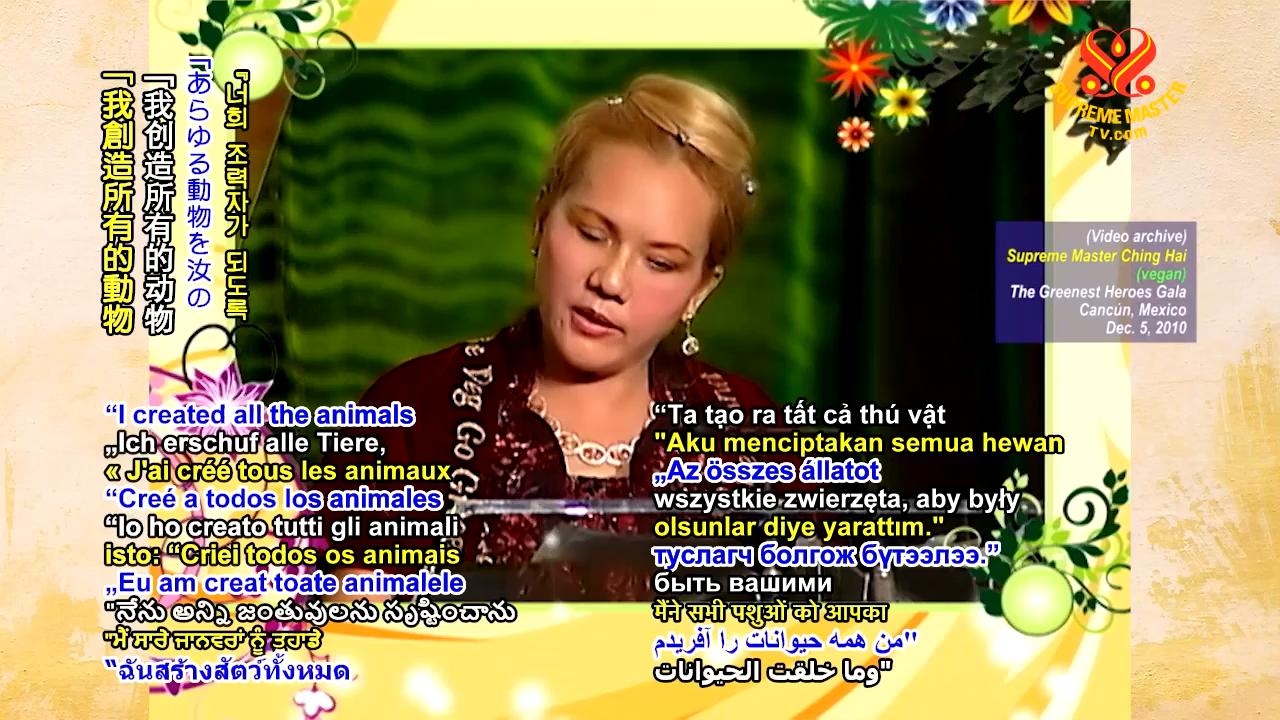 『너희 조력자가 되도록
「あらゆる動物を汝の
「我创造所有的动物
「我創造所有的動物
SUPREME MASTER
TV.com
(Video archive)
Supreme Master Ching Hai
(vegan)
The Greenest Heroes Gala
Cancún, Mexico
Dec. 5, 2010
Veg Go G
“I created all the animals
„Ich erschuf alle Tiere,
« J'ai créé tous les animaux
“Creé a todos los animales
“Io ho creato tutti gli animali
isto: “Criei todos os animais
„Eu am creat toate animalele
"నేను అన్ని జంతువులను సృష్టించాను
"ਮੈਂ ਸਾਰੇ ਜਾਨਵਰਾਂ ਨੂੰ ਤੁਹਾਡੇ
“ฉันสร้างสัตว์ทั้งหมด
“Ta tạo ra tất cả thú vật
"Aku menciptakan semua hewan
„Az összes állatot
wszystkie zwierzęta, aby były
olsunlar diye yarattım."
туслагч болгож бүтээлээ.”
быть вашими
मैंने सभी पशुओं को आपका
"من همه حیوانات را آفریدم
"وما خلقت الحيوانات